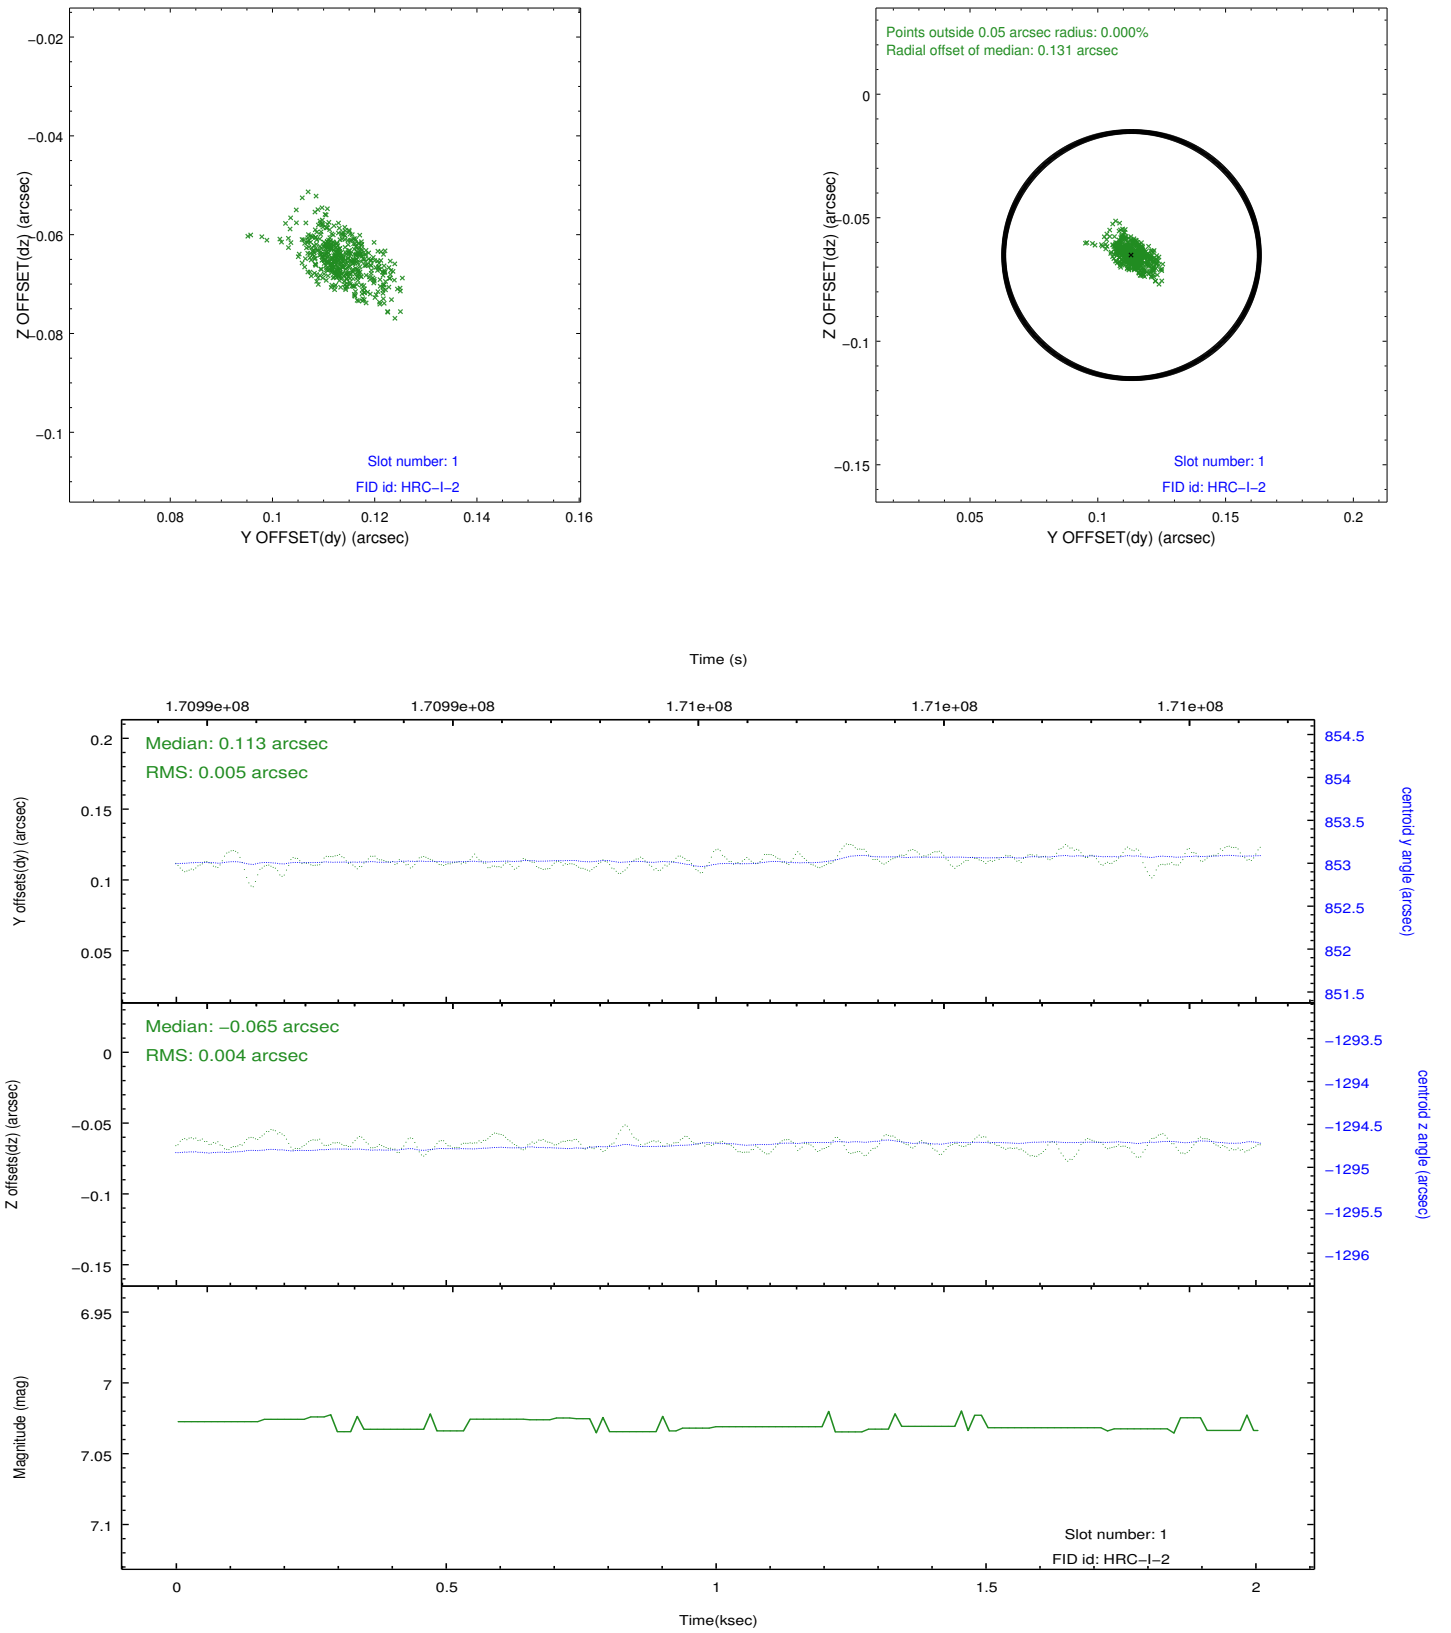 −0.02
−0.04
−0.06
−0.08
−0.1
Z OFFSET(dz) (arcsec)
Slot number: 1
FID id: HRC−I−2
0.08
0.1
0.12
0.14
0.16
Y OFFSET(dy) (arcsec)
Points outside 0.05 arcsec radius: 0.000%
Radial offset of median: 0.131 arcsec
0
−0.05
−0.1
−0.15
Z OFFSET(dz) (arcsec)
Slot number: 1
FID id: HRC−I−2
0.05
0.1
0.15
0.2
Y OFFSET(dy) (arcsec)
Time (s)
1.7099e+08
1.7099e+08
1.71e+08
1.71e+08
1.71e+08
Median: 0.113 arcsec
RMS: 0.005 arcsec
0.2
0.15
0.1
0.05
Y offsets(dy) (arcsec)
854.5
854
853.5
853
852.5
852
851.5
centroid y angle (arcsec)
Median: −0.065 arcsec
RMS: 0.004 arcsec
0
−0.05
−0.1
−0.15
Z offsets(dz) (arcsec)
−1293.5
−1294
−1294.5
−1295
−1295.5
−1296
centroid z angle (arcsec)
6.95
7
7.05
7.1
Magnitude (mag)
Slot number: 1
FID id: HRC−I−2
0
0.5
1
1.5
2
Time(ksec)